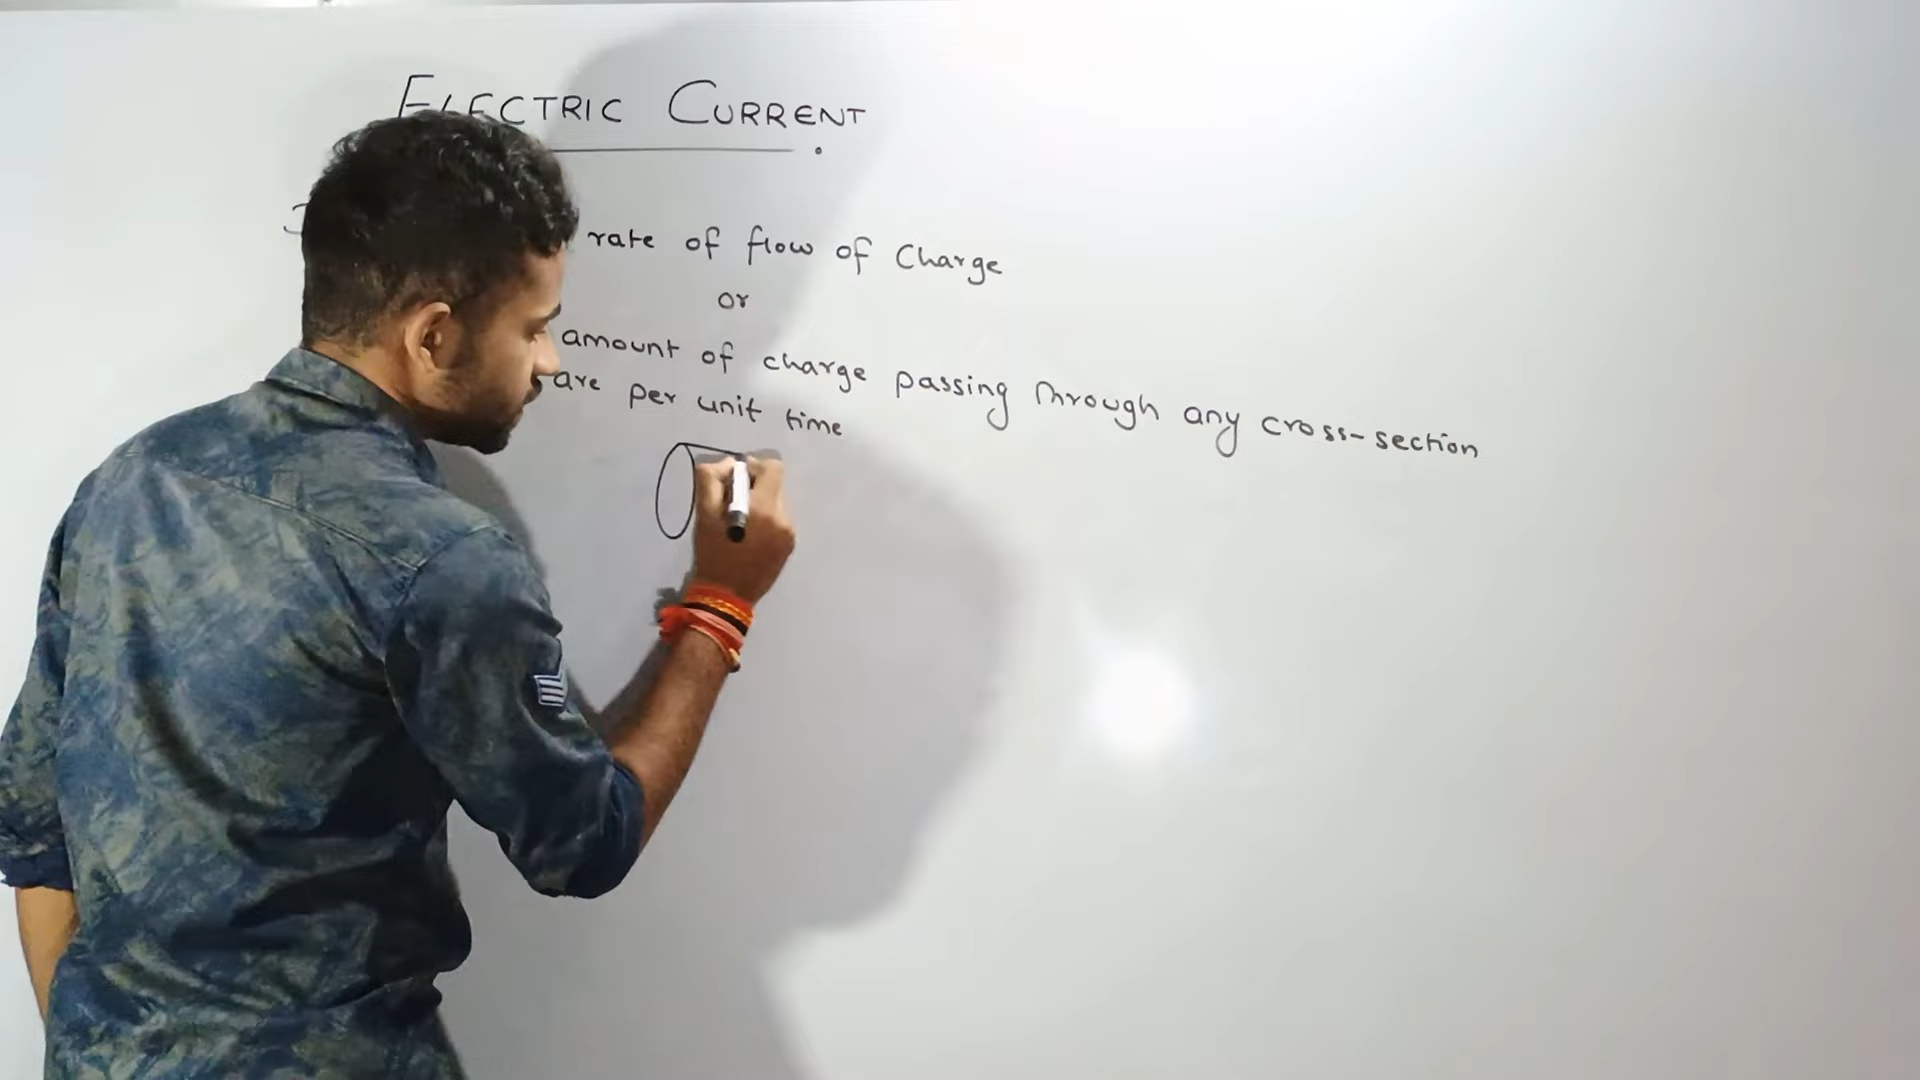 ELECTRIC CURRENT
rate of flow of Charge
or
amount of charge passing through any cross-section
per unit time